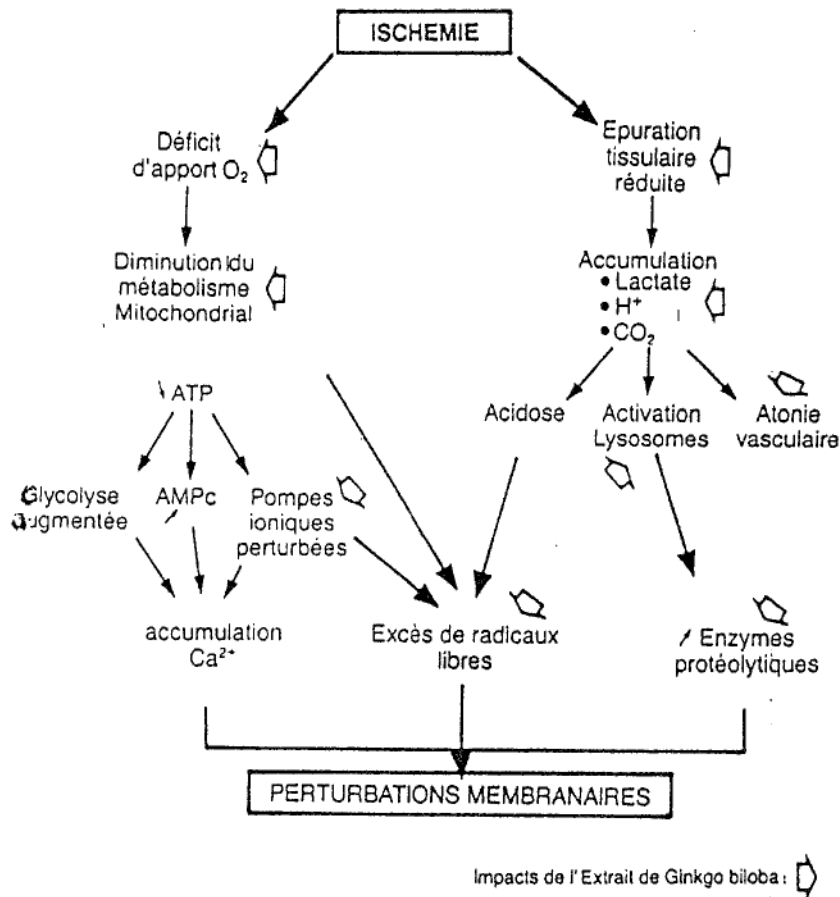 ISCHEMIE
Déficit
d'apport O₂
Epuration
tissulaire
réduite
Diminution du
métabolisme
Mitochondrial
Accumulation
• Lactate
• H⁺
• CO₂
ATP
Acidose
Activation
Lysosomes
Atonie
vasculaire
Glycolyse
augmentée
AMPc
Pompes
ioniques
perturbées
accumulation
Ca²⁺
Excès de radicaux
libres
Enzymes
protéolytiques
PERTURBATIONS MEMBRANAIRES
Impacts de l'Extrait de Ginkgo biloba :